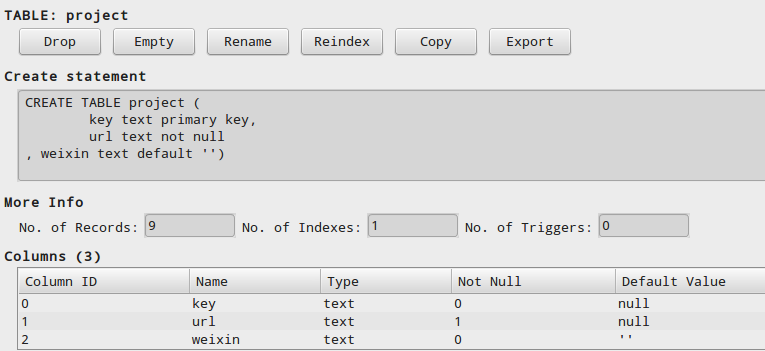 TABLE: project
Drop Empty Rename Reindex Copy Export
Create statement
CREATE TABLE project (
key text primary key,
url text not null
, weixin text default '')
More Info
No. of Records: 9 No. of Indexes: 1 No. of Triggers: 0
Columns (3)
Column ID Name Type Not Null Default Value
0 key text 0 null
1 url text 1 null
2 weixin text 0 ''